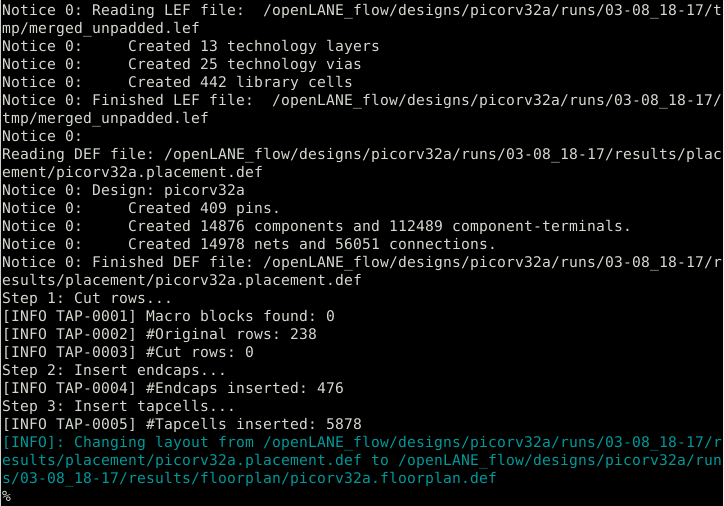 Notice 0: Reading LEF file:  /openLANE_flow/designs/picorv32a/runs/03-08_18-17/t
mp/merged_unpadded.lef
Notice 0:     Created 13 technology layers
Notice 0:     Created 25 technology vias
Notice 0:     Created 442 library cells
Notice 0: Finished LEF file:  /openLANE_flow/designs/picorv32a/runs/03-08_18-17/
tmp/merged_unpadded.lef
Notice 0:
Reading DEF file: /openLANE_flow/designs/picorv32a/runs/03-08_18-17/results/plac
ement/picorv32a.placement.def
Notice 0: Design: picorv32a
Notice 0:     Created 409 pins.
Notice 0:     Created 14876 components and 112489 component-terminals.
Notice 0:     Created 14978 nets and 56051 connections.
Notice 0: Finished DEF file: /openLANE_flow/designs/picorv32a/runs/03-08_18-17/r
esults/placement/picorv32a.placement.def
Step 1: Cut rows...
[INFO TAP-0001] Macro blocks found: 0
[INFO TAP-0002] #Original rows: 238
[INFO TAP-0003] #Cut rows: 0
Step 2: Insert endcaps...
[INFO TAP-0004] #Endcaps inserted: 476
Step 3: Insert tapcells...
[INFO TAP-0005] #Tapcells inserted: 5878
[INFO]: Changing layout from /openLANE_flow/designs/picorv32a/runs/03-08_18-17/r
esults/placement/picorv32a.placement.def to /openLANE_flow/designs/picorv32a/run
s/03-08_18-17/results/floorplan/picorv32a.floorplan.def
%